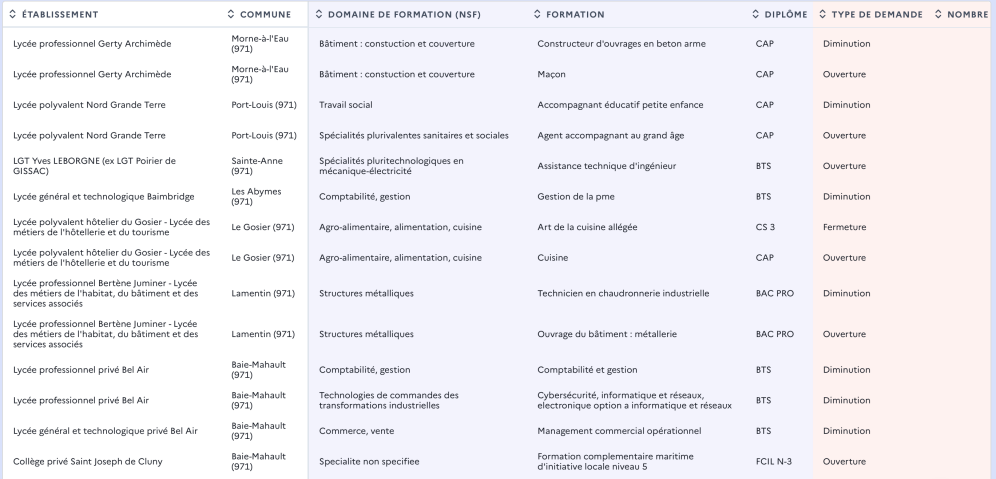 ÉTABLISSEMENT COMMUNE DOMAINE DE FORMATION (NSF) FORMATION DIPLÔME TYPE DE DEMANDE NOMBRE
Lycée professionnel Gerty Archimède
Morne-à-l'Eau
(971)
Bâtiment : constuction et couverture
Constructeur d'ouvrages en beton arme
CAP
Diminution
Lycée professionnel Gerty Archimède
Morne-à-l'Eau
(971)
Bâtiment : constuction et couverture
Maçon
CAP
Ouverture
Lycée polyvalent Nord Grande Terre
Port-Louis (971)
Travail social
Accompagnant éducatif petite enfance
CAP
Diminution
Lycée polyvalent Nord Grande Terre
Port-Louis (971)
Spécialités plurivalentes sanitaires et sociales
Agent accompagnant au grand âge
CAP
Ouverture
LGT Yves LEBORGNE (ex LGT Poirier de
GISSAC)
Sainte-Anne
(971)
Spécialités pluritechnologiques en
mécanique-électricité
Assistance technique d'ingénieur
BTS
Ouverture
Lycée général et technologique Baimbridge
Les Abymes
(971)
Comptabilité, gestion
Gestion de la pme
BTS
Diminution
Lycée polyvalent hôtelier du Gosier - Lycée des
métiers de l'hôtellerie et du tourisme
Le Gosier (971)
Agro-alimentaire, alimentation, cuisine
Art de la cuisine allégée
CS 3
Fermeture
Lycée polyvalent hôtelier du Gosier - Lycée des
métiers de l'hôtellerie et du tourisme
Le Gosier (971)
Agro-alimentaire, alimentation, cuisine
Cuisine
CAP
Ouverture
Lycée professionnel Bertène Juminer - Lycée
des métiers de l'habitat, du bâtiment et des
services associés
Lamentin (971)
Structures métalliques
Technicien en chaudronnerie industrielle
BAC PRO
Diminution
Lycée professionnel Bertène Juminer - Lycée
des métiers de l'habitat, du bâtiment et des
services associés
Lamentin (971)
Structures métalliques
Ouvrage du bâtiment : métallerie
BAC PRO
Ouverture
Lycée professionnel privé Bel Air
Baie-Mahault
(971)
Comptabilité, gestion
Comptabilité et gestion
BTS
Diminution
Lycée professionnel privé Bel Air
Baie-Mahault
(971)
Technologies de commandes des
transformations industrielles
Cybersécurité, informatique et réseaux,
electronique option a informatique et réseaux
BTS
Diminution
Lycée général et technologique privé Bel Air
Baie-Mahault
(971)
Commerce, vente
Management commercial opérationnel
BTS
Diminution
Collège privé Saint Joseph de Cluny
Baie-Mahault
(971)
Specialite non specifiee
Formation complementaire maritime
d'initiative locale niveau 5
FCIL N-3
Ouverture